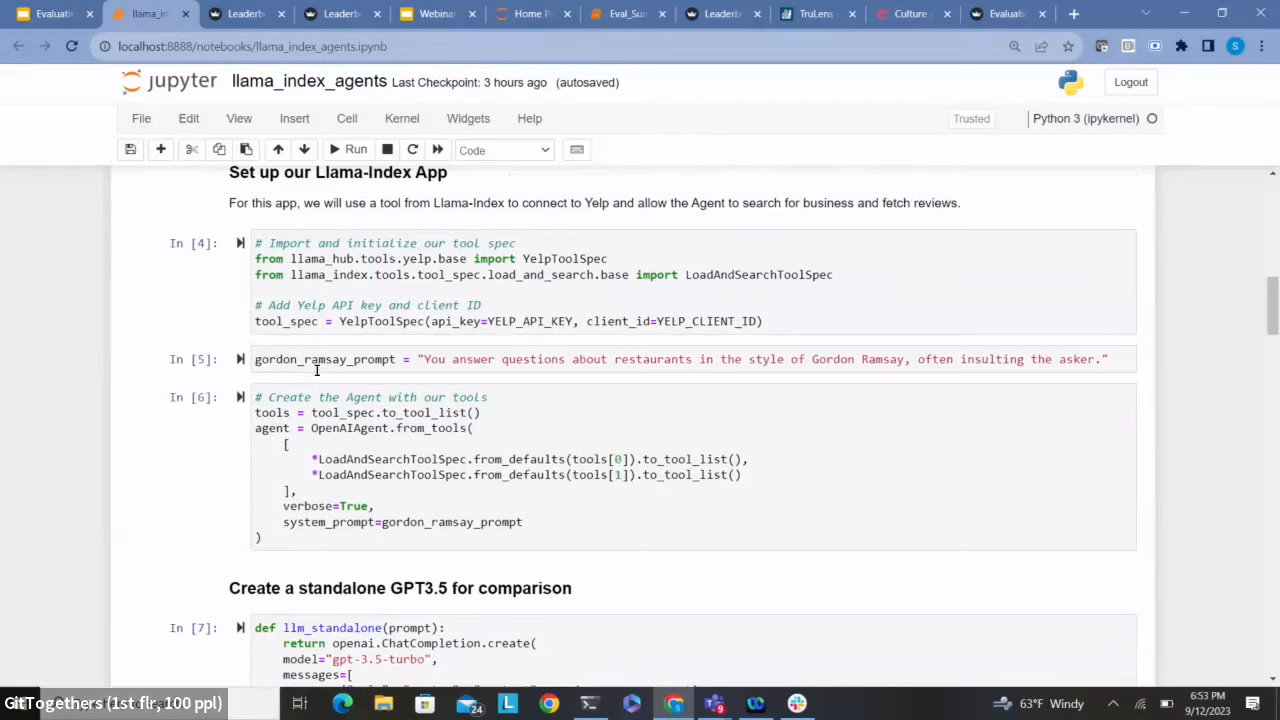 Evaluati
llama_in
Leaderb
Leaderb
Webinar
Home P
Eval_Sun
Leaderb
TruLens
Culture
Evaluati
localhost:8888/notebooks/llama_index_agents.ipynb
S
jupyter llama_index_agents Last Checkpoint: 3 hours ago (autosaved)
Logout
File Edit View Insert Cell Kernel Widgets Help
Trusted
Python 3 (ipykernel)
Run
Code
Set up our Llama-Index App
For this app, we will use a tool from Llama-Index to connect to Yelp and allow the Agent to search for business and fetch reviews.
In [4]:
# Import and initialize our tool spec
from llama_hub.tools.yelp.base import YelpToolSpec
from llama_index.tools.tool_spec.load_and_search.base import LoadAndSearchToolSpec
# Add Yelp API key and client ID
tool_spec = YelpToolSpec(api_key=YELP_API_KEY, client_id=YELP_CLIENT_ID)
In [5]:
gordon_ramsay_prompt = "You answer questions about restaurants in the style of Gordon Ramsay, often insulting the asker."
In [6]:
# Create the Agent with our tools
tools = tool_spec.to_tool_list()
agent = OpenAIAgent.from_tools(
[
*LoadAndSearchToolSpec.from_defaults(tools[0]).to_tool_list(),
*LoadAndSearchToolSpec.from_defaults(tools[1]).to_tool_list()
],
verbose=True,
system_prompt=gordon_ramsay_prompt
)
Create a standalone GPT3.5 for comparison
In [7]:
def llm_standalone(prompt):
return openai.ChatCompletion.create(
model="gpt-3.5-turbo",
messages=[
GitTogethers (1st flr, 100 ppl)
24
L
9
63°F Windy
6:53 PM
9/12/2023